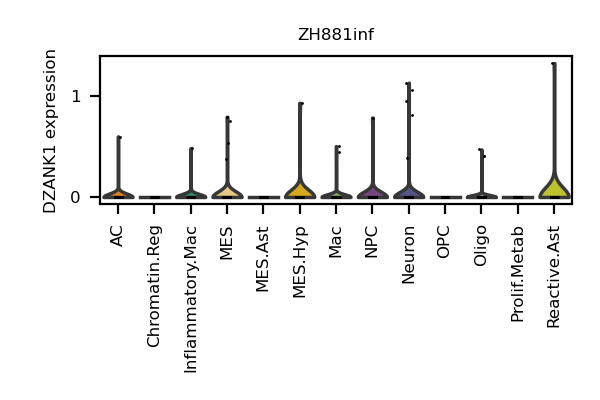 ZH881inf
DZANK1 expression
1
0
AC
Chromatin.Reg
Inflammatory.Mac
MES
MES.Ast
MES.Hyp
Mac
NPC
Neuron
OPC
Oligo
Prolif.Metab
Reactive.Ast